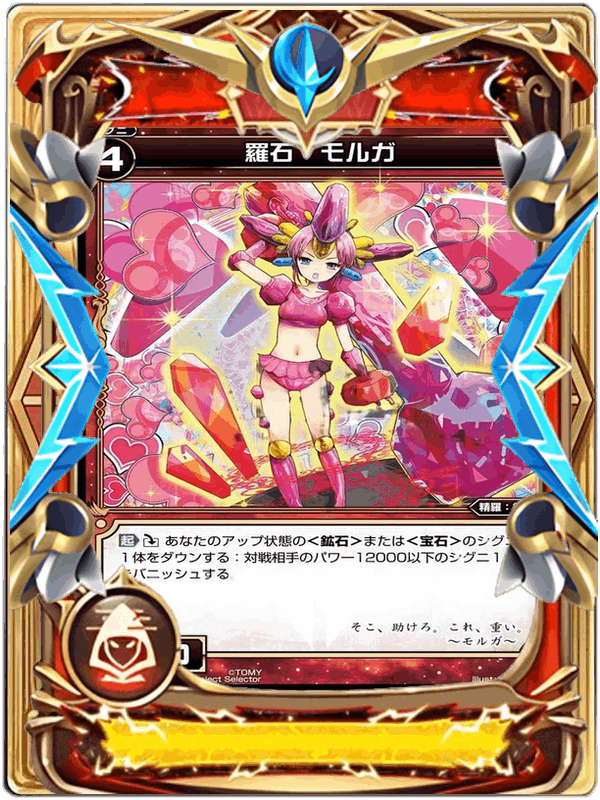 4
羅石 モルガ
精羅:
起 あなたのアップ状態の<鉱石>または<宝石>のシグニ
1体をダウンする:対戦相手のパワー12000以下のシグニ1
バニッシュする
そこ、助けろ。これ、重い。
~モルガ~
0
©TOMY
ject Selector
Illust